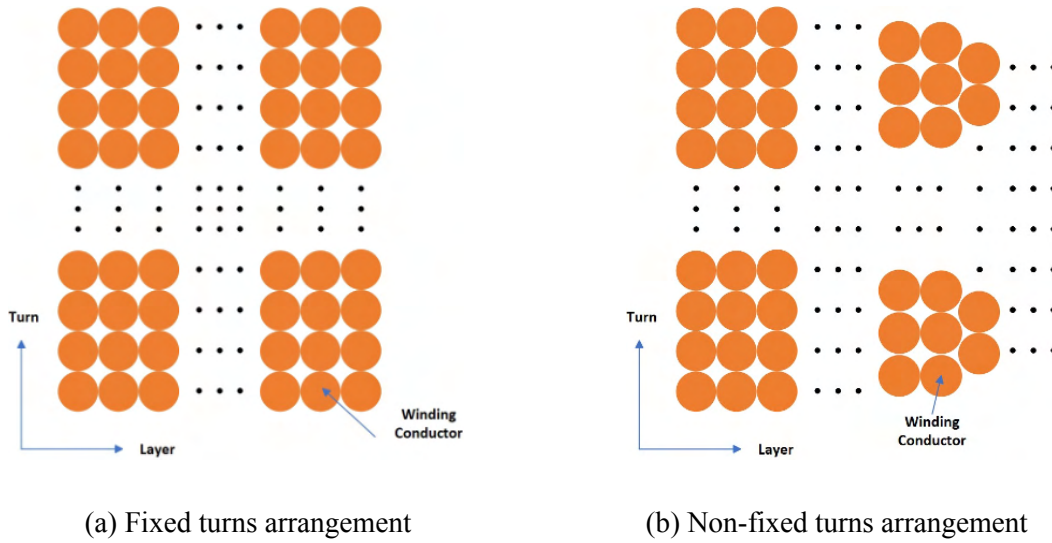 Turn
Layer
Winding
Conductor
Turn
Layer
Winding
Conductor
(a) Fixed turns arrangement
(b) Non-fixed turns arrangement